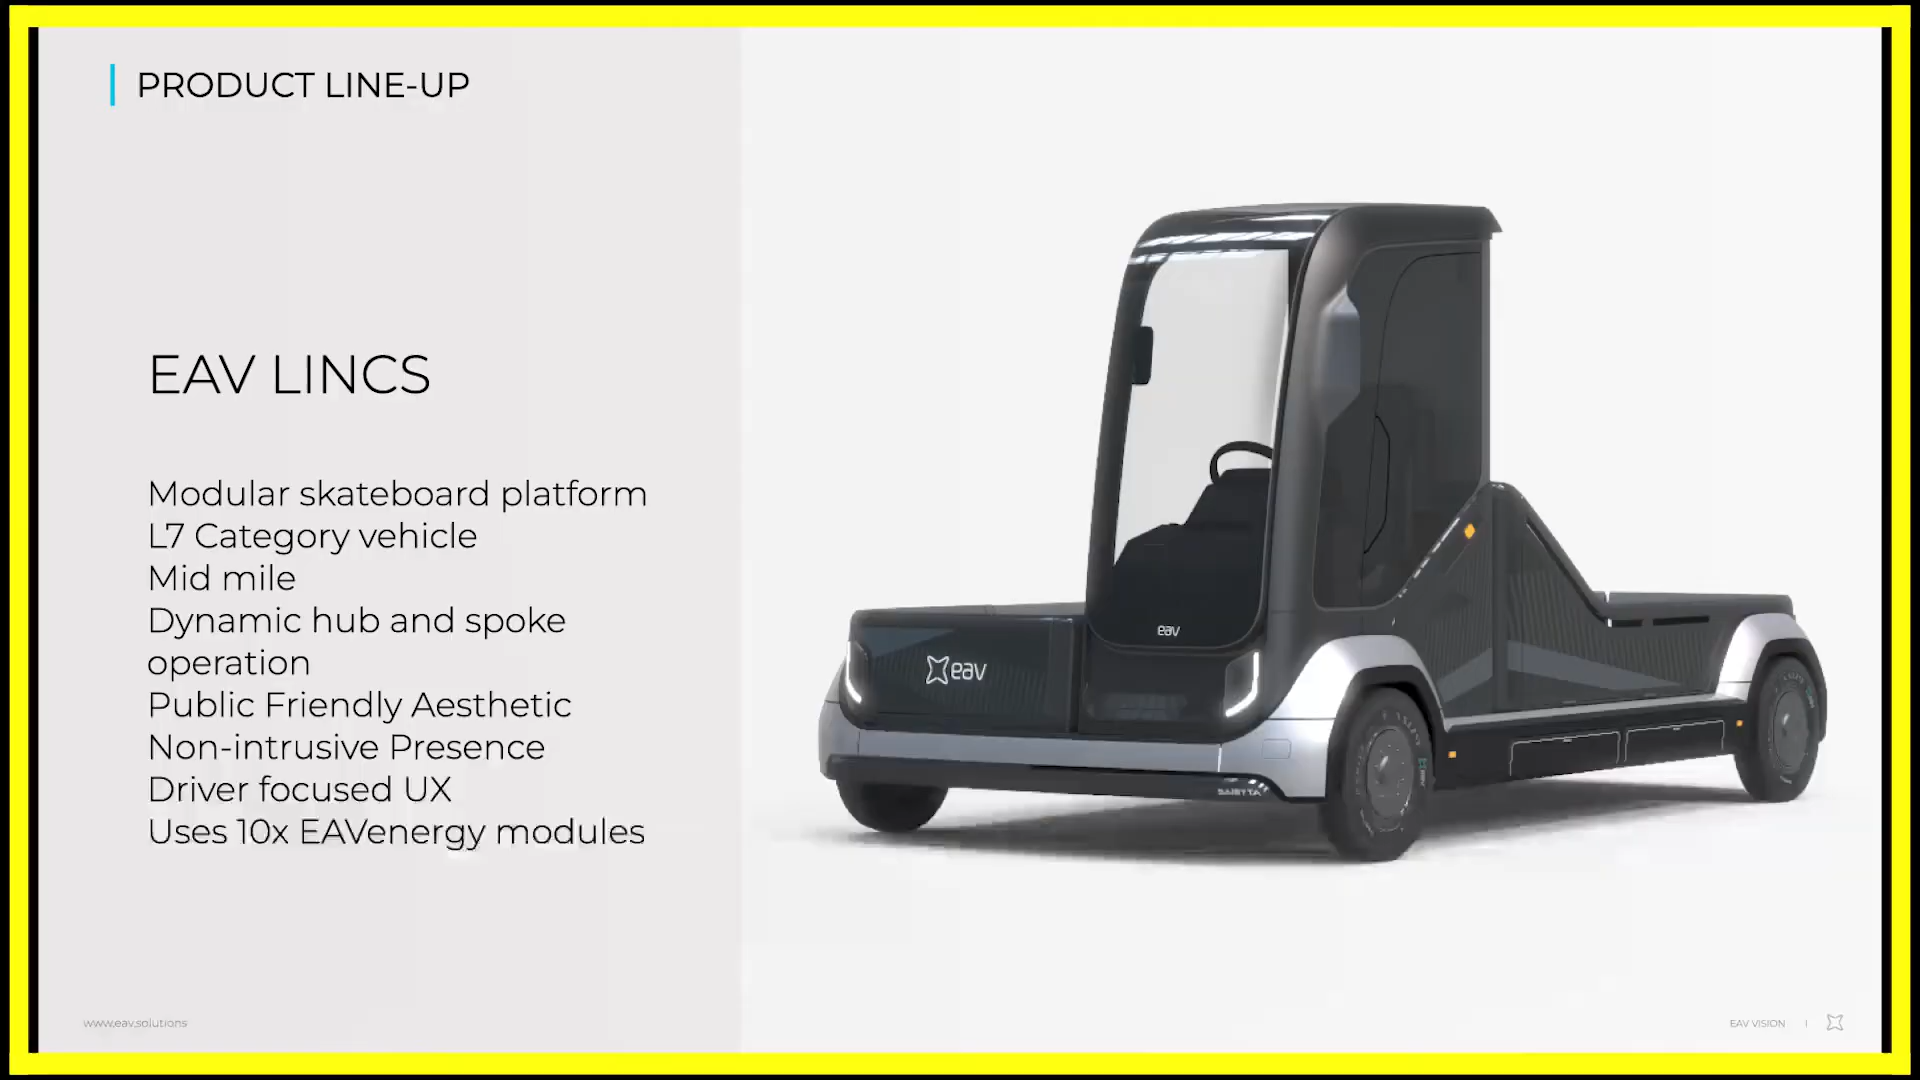 PRODUCT LINE-UP
EAV LINCS
Modular skateboard platform
L7 Category vehicle
Mid mile
Dynamic hub and spoke
operation
Public Friendly Aesthetic
Non-intrusive Presence
Driver focused UX
Uses 10x EAVenergy modules
eav
eav
SAIETTA
www.eav.solutions
EAV VISION